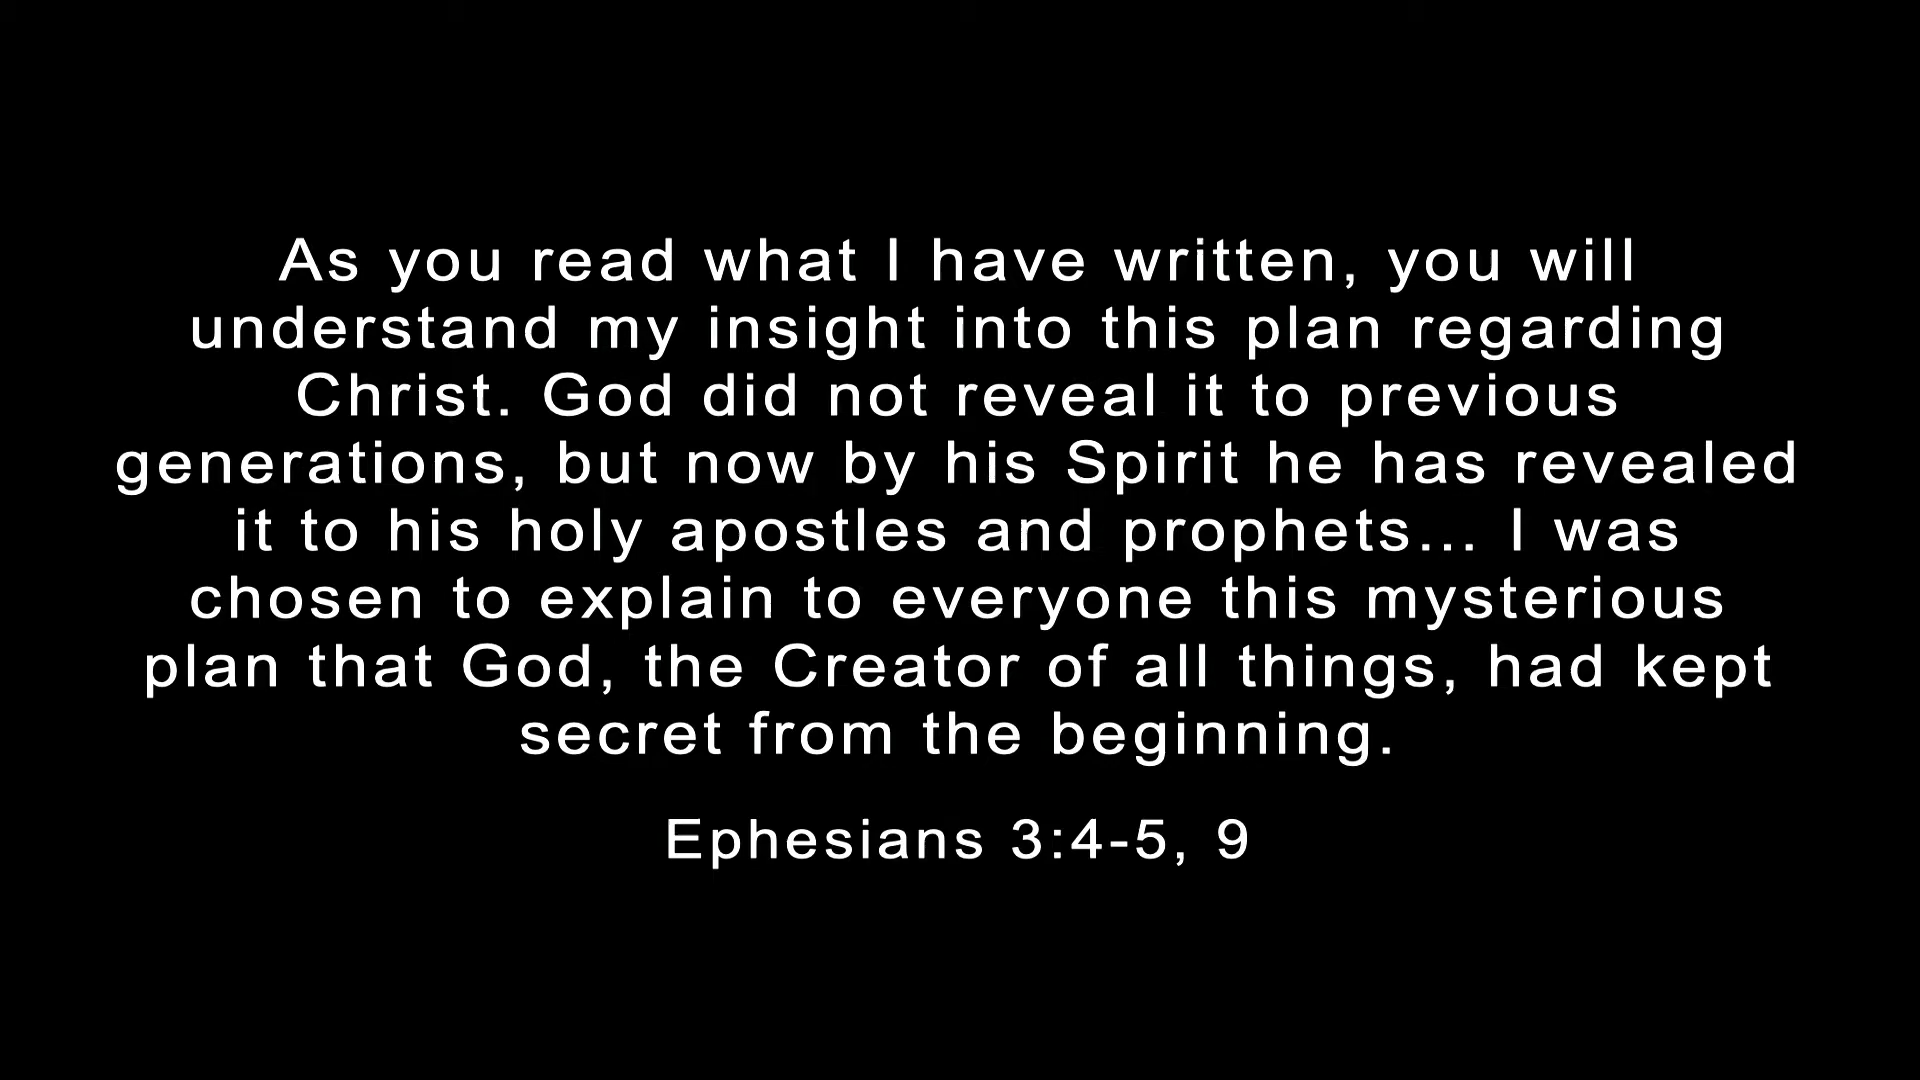 As you read what I have written, you will
understand my insight into this plan regarding
Christ. God did not reveal it to previous
generations, but now by his Spirit he has revealed
it to his holy apostles and prophets... I was
chosen to explain to everyone this mysterious
plan that God, the Creator of all things, had kept
secret from the beginning.
Ephesians 3:4-5, 9